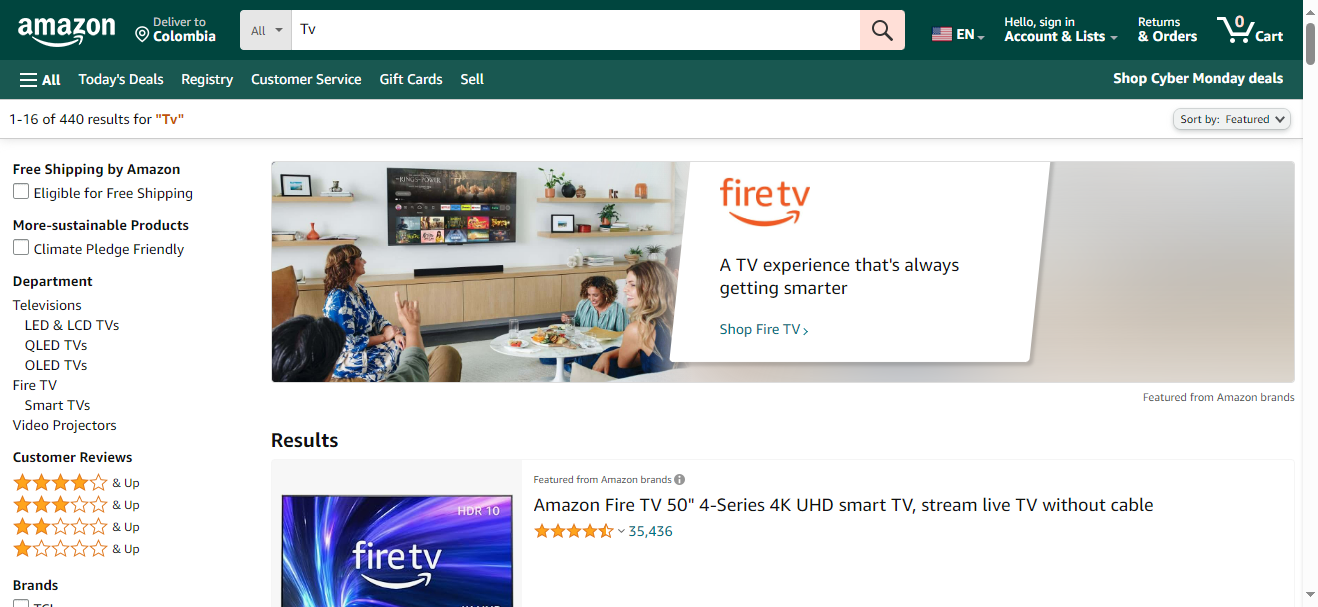 amazon
Deliver to
Colombia
All
Tv
EN
Hello, sign in
Account & Lists
Returns
& Orders
0
Cart
All
Today's Deals
Registry
Customer Service
Gift Cards
Sell
Shop Cyber Monday deals
1-16 of 440 results for "Tv"
Sort by: Featured
Free Shipping by Amazon
Eligible for Free Shipping
More-sustainable Products
Climate Pledge Friendly
Department
Televisions
LED & LCD TVs
QLED TVs
OLED TVs
Fire TV
Smart TVs
Video Projectors
Customer Reviews
& Up
& Up
& Up
& Up
Brands
fire tv
A TV experience that's always
getting smarter
Shop Fire TV ›
Featured from Amazon brands
Results
HDR 10
fire tv
Featured from Amazon brands
Amazon Fire TV 50" 4-Series 4K UHD smart TV, stream live TV without cable
35,436